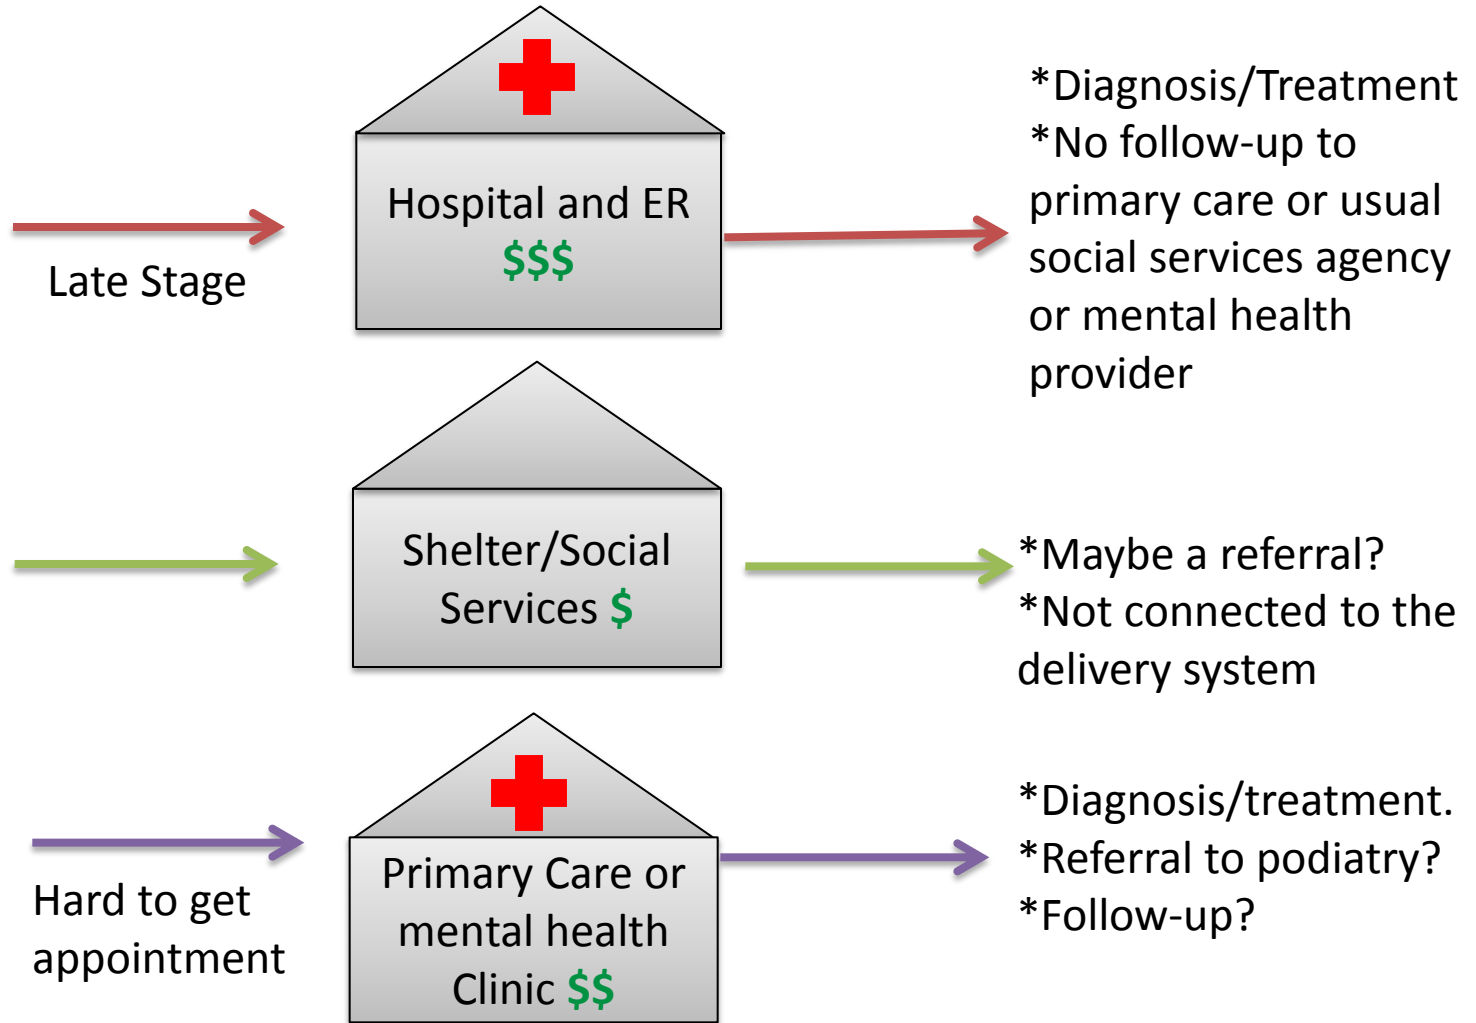 Late Stage
Hospital and ER
$$$
*Diagnosis/Treatment
*No follow-up to
primary care or usual
social services agency
or mental health
provider
Shelter/Social
Services $
*Maybe a referral?
*Not connected to the
delivery system
Hard to get
appointment
Primary Care or
mental health
Clinic $$
*Diagnosis/treatment.
*Referral to podiatry?
*Follow-up?